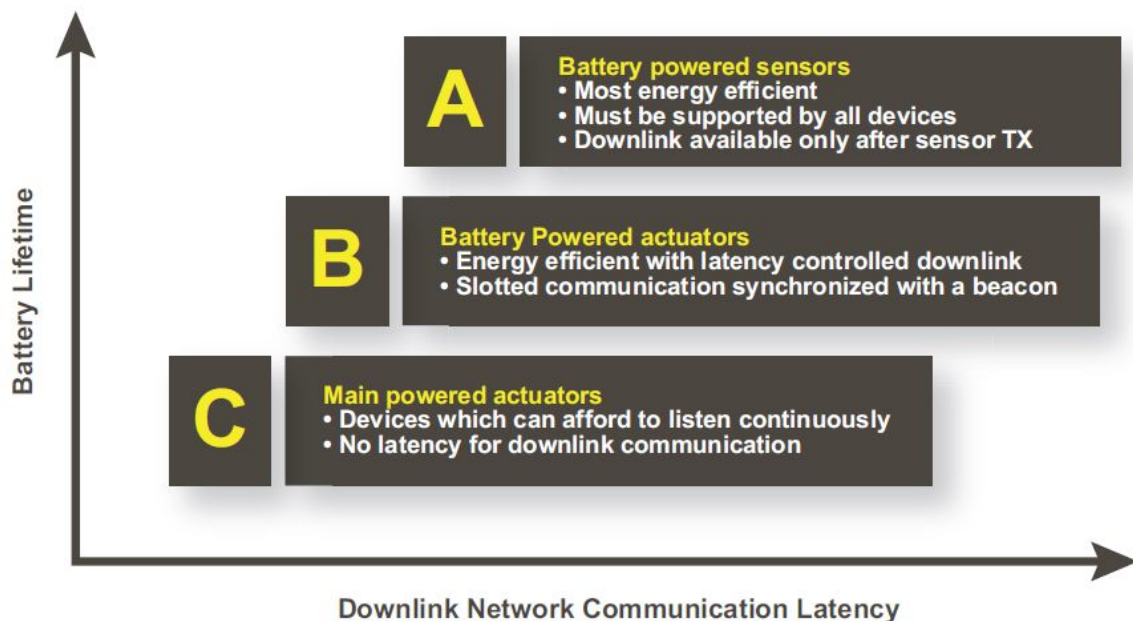 Battery Lifetime
A
Battery powered sensors
• Most energy efficient
• Must be supported by all devices
• Downlink available only after sensor TX
B
Battery Powered actuators
• Energy efficient with latency controlled downlink
• Slotted communication synchronized with a beacon
C
Main powered actuators
• Devices which can afford to listen continuously
• No latency for downlink communication
Downlink Network Communication Latency